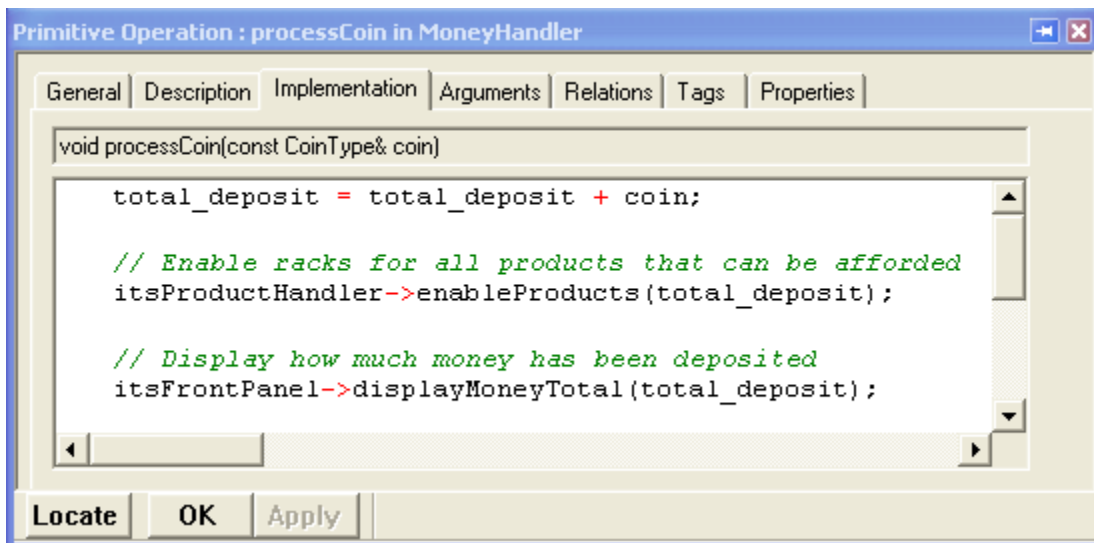 Primitive Operation : processCoin in MoneyHandler
General Description Implementation Arguments Relations Tags Properties
void processCoin(const CoinType& coin)
total_deposit = total_deposit + coin;
// Enable racks for all products that can be afforded
itsProductHandler->enableProducts(total_deposit);
// Display how much money has been deposited
itsFrontPanel->displayMoneyTotal(total_deposit);
Locate OK Apply